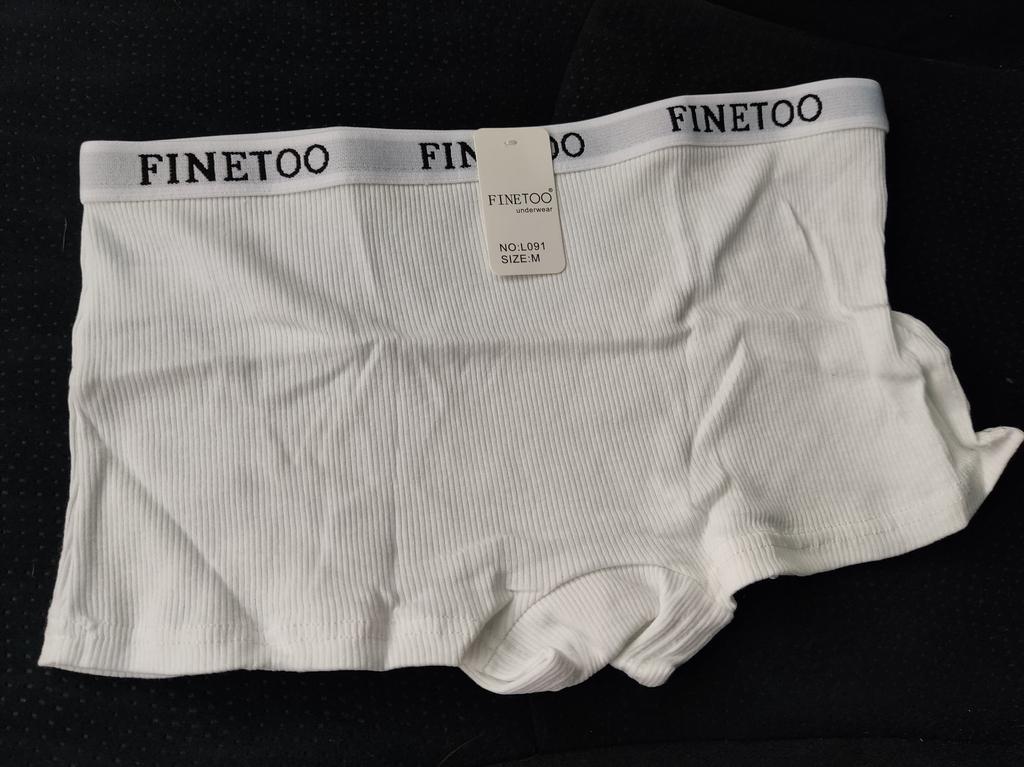 FINETOO
FIN OO
FINETOO
FINETOO®
underwear
NO:L091
SIZE:M